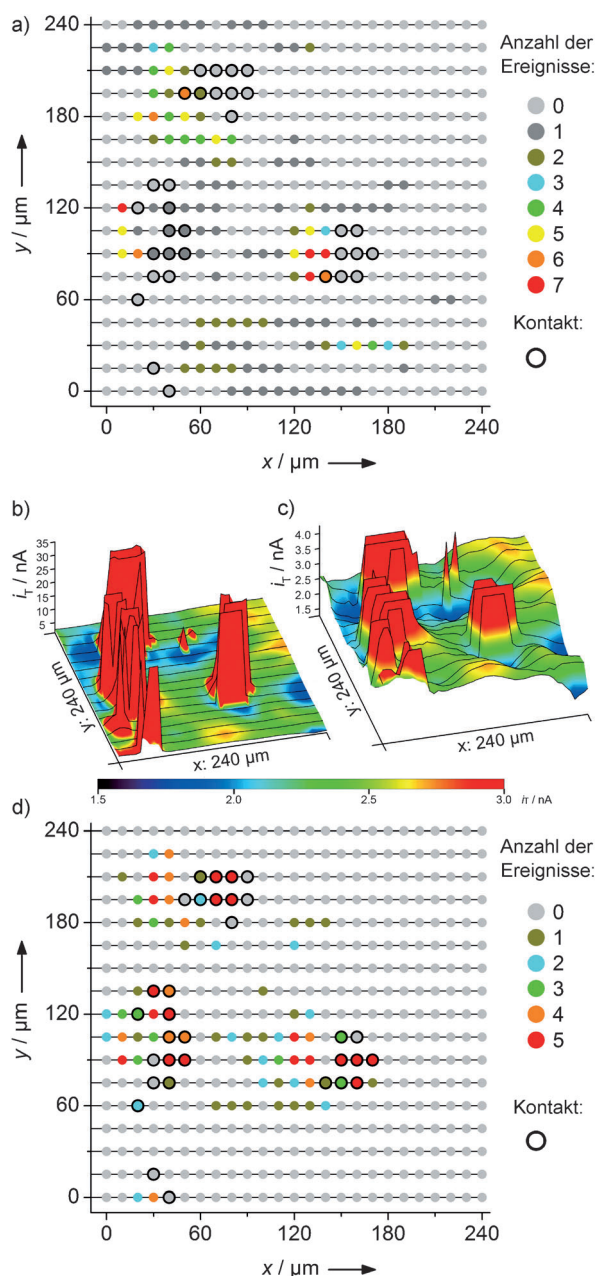 a)
240
180
120
60
0
y / µm
0 60 120 180 240
x / µm
Anzahl der
Ereignisse:
0
1
2
3
4
5
6
7
Kontakt:
b)
35
30
25
20
15
10
5
iT / nA
y: 240 µm
x: 240 µm
c)
4.0
3.5
3.0
2.5
2.0
1.5
iT / nA
y: 240 µm
x: 240 µm
1.5 2.0 2.5 3.0 iT / nA
d)
240
180
120
60
0
y / µm
0 60 120 180 240
x / µm
Anzahl der
Ereignisse:
0
1
2
3
4
5
Kontakt: